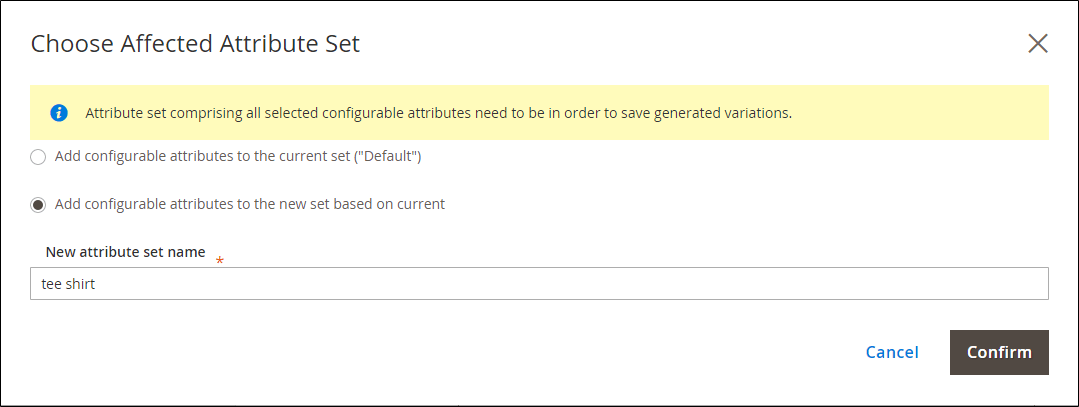 Choose Affected Attribute Set
Attribute set comprising all selected configurable attributes need to be in order to save generated variations.
Add configurable attributes to the current set ("Default")
Add configurable attributes to the new set based on current
New attribute set name *
tee shirt
Cancel Confirm